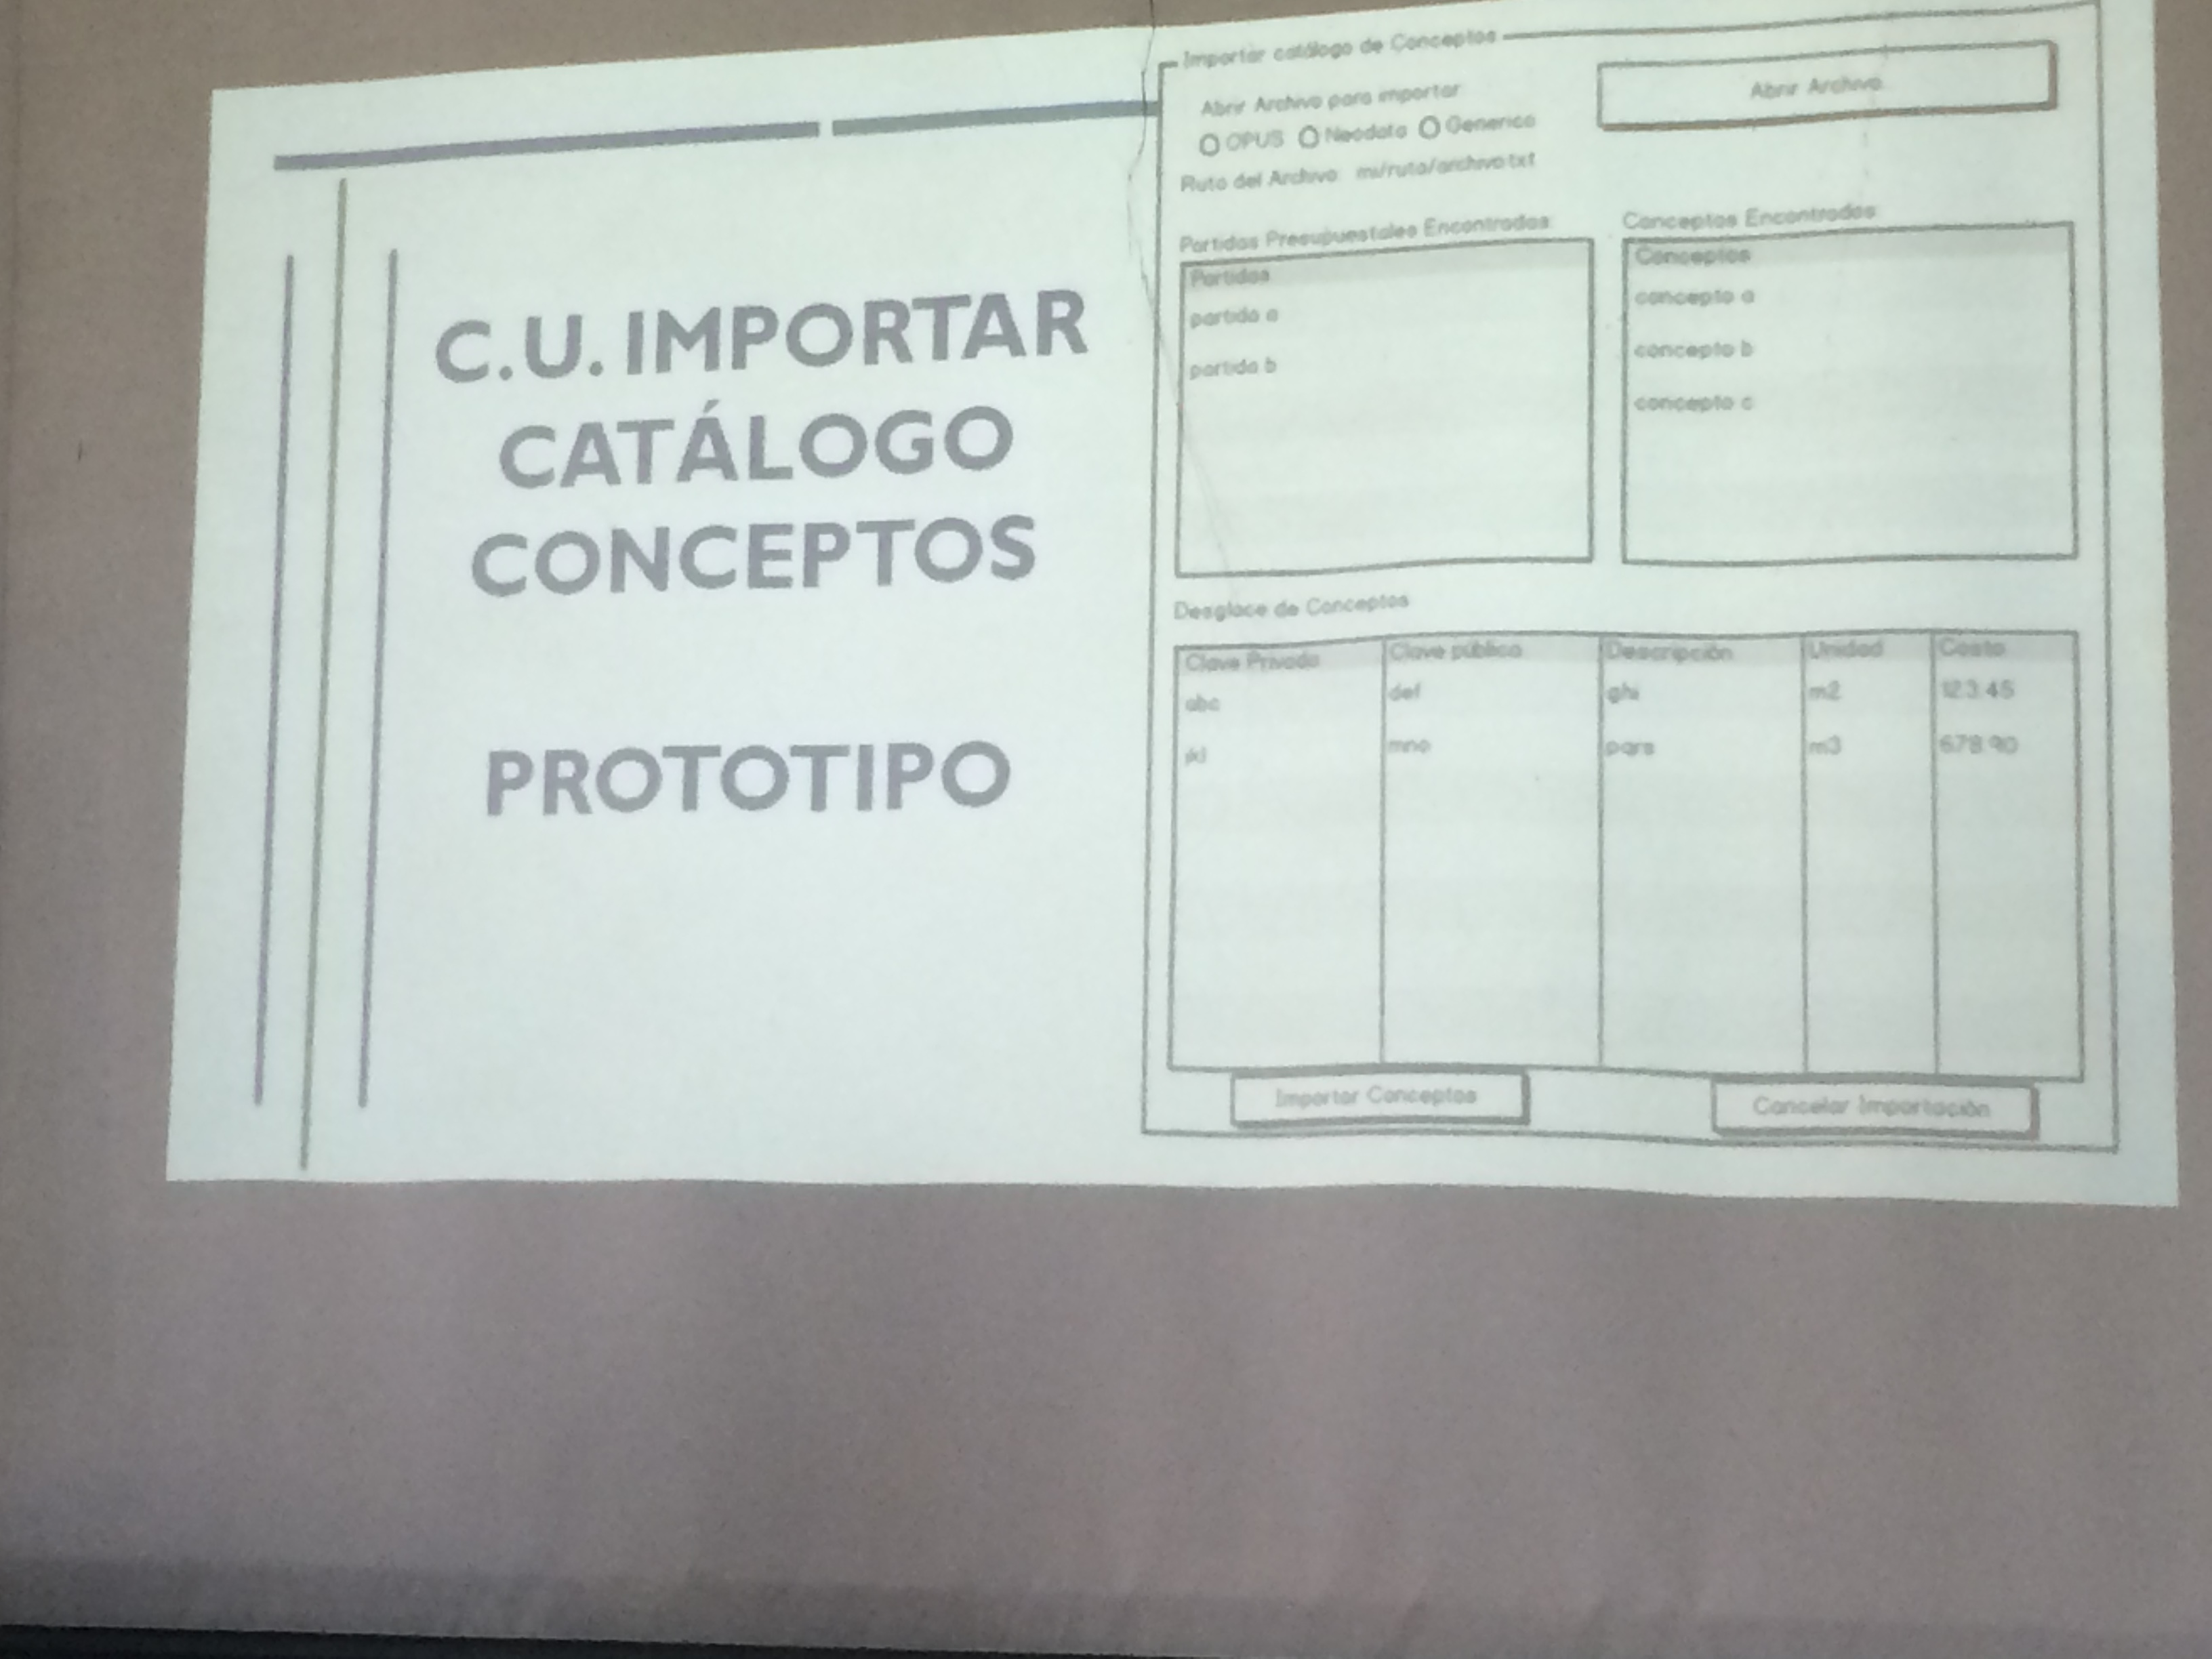 C.U. IMPORTAR
CATÁLOGO
CONCEPTOS
PROTOTIPO
Importar catálogo de Conceptos
Abrir Archivo para importar
OPUS Neodata Generico
Abrir Archivo
Ruta del Archivo mi/ruta/archivo.txt
Partidas Presupuestales Encontradas
Partidas
partida a
partida b
Conceptos Encontrados
Conceptos
concepto a
concepto b
concepto c
Desglace de Conceptos
Clave Privada Clave pública Descripción Unidad Costo
abc def ghi m2 123.45
jkl mno pqrs m3 678.90
Importar Conceptos Cancelar Importación